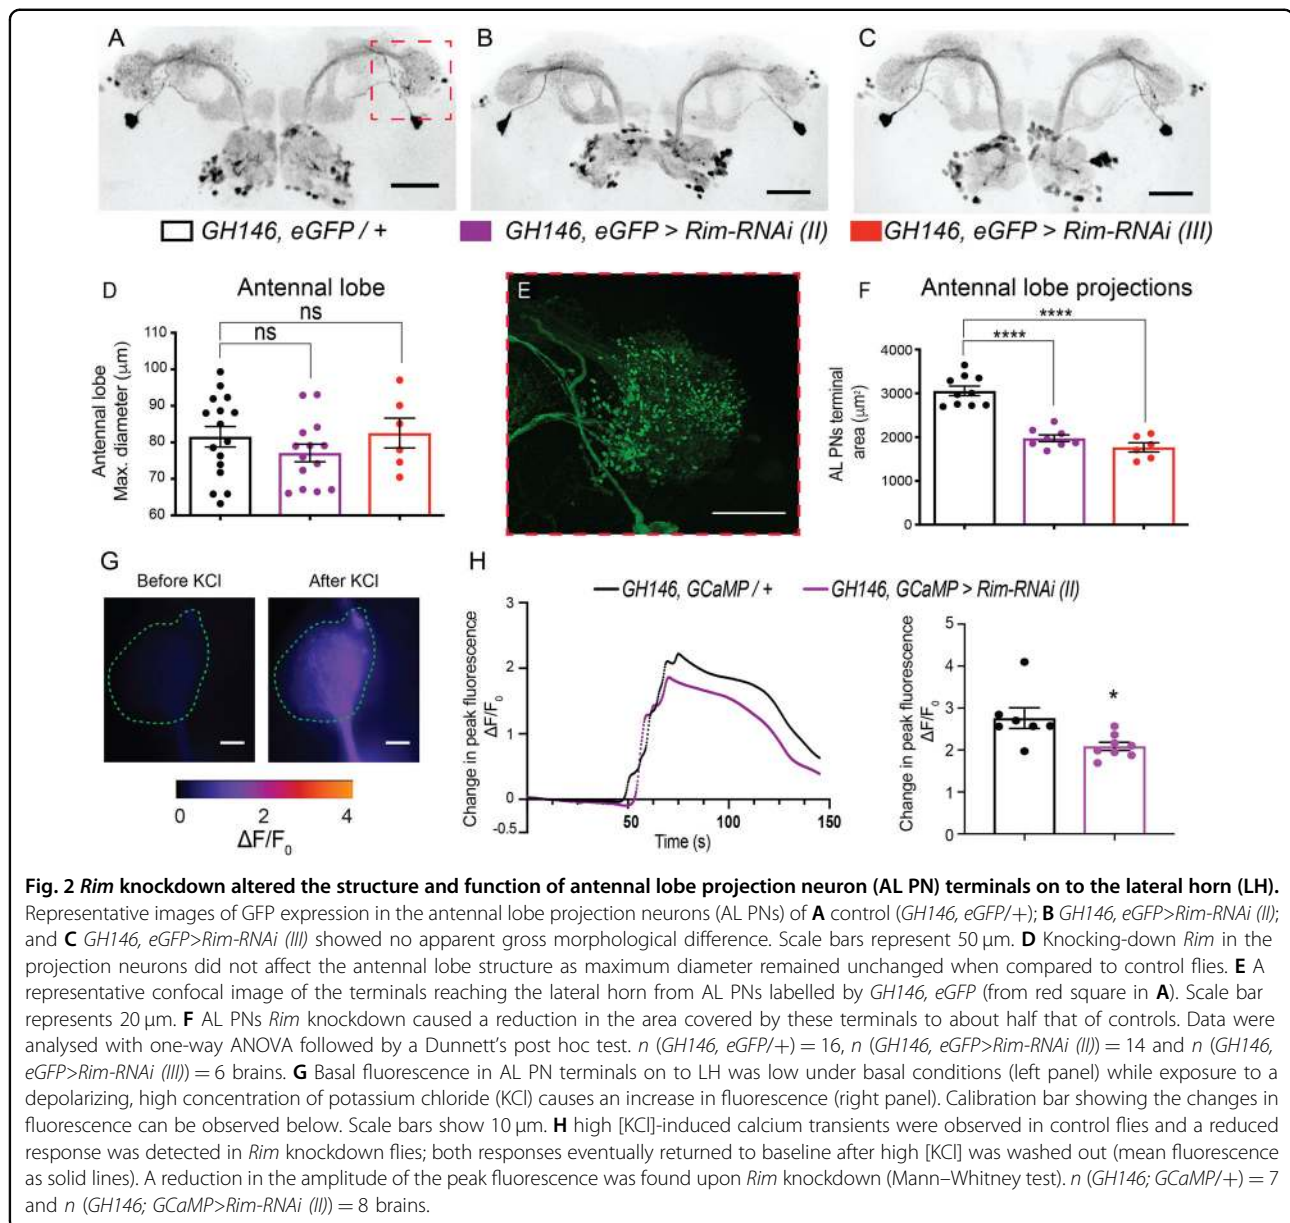 A
B
C
GH146, eGFP / +
GH146, eGFP > Rim-RNAi (II)
GH146, eGFP > Rim-RNAi (III)
D
Antennal lobe
ns
ns
Antennal lobe
Max. diameter (μm)
110
100
90
80
70
60
E
F
Antennal lobe projections
****
****
AL PNs terminal
area (μm²)
4000
3000
2000
1000
0
G
Before KCl
After KCl
0 2 4
ΔF/F₀
H
GH146, GCaMP / +
GH146, GCaMP > Rim-RNAi (II)
Change in peak fluorescence
ΔF/F₀
3
2
1
0
-0.5
50 100 150
Time (s)
Change in peak fluorescence
ΔF/F₀
5
4
3
2
1
0
*
Fig. 2 Rim knockdown altered the structure and function of antennal lobe projection neuron (AL PN) terminals on to the lateral horn (LH).
Representative images of GFP expression in the antennal lobe projection neurons (AL PNs) of A control (GH146, eGFP/+); B GH146, eGFP>Rim-RNAi (II);
and C GH146, eGFP>Rim-RNAi (III) showed no apparent gross morphological difference. Scale bars represent 50 μm. D Knocking-down Rim in the
projection neurons did not affect the antennal lobe structure as maximum diameter remained unchanged when compared to control flies. E A
representative confocal image of the terminals reaching the lateral horn from AL PNs labelled by GH146, eGFP (from red square in A). Scale bar
represents 20 μm. F AL PNs Rim knockdown caused a reduction in the area covered by these terminals to about half that of controls. Data were
analysed with one-way ANOVA followed by a Dunnett's post hoc test. n (GH146, eGFP/+) = 16, n (GH146, eGFP>Rim-RNAi (II)) = 14 and n (GH146,
eGFP>Rim-RNAi (III)) = 6 brains. G Basal fluorescence in AL PN terminals on to LH was low under basal conditions (left panel) while exposure to a
depolarizing, high concentration of potassium chloride (KCl) causes an increase in fluorescence (right panel). Calibration bar showing the changes in
fluorescence can be observed below. Scale bars show 10 μm. H high [KCl]-induced calcium transients were observed in control flies and a reduced
response was detected in Rim knockdown flies; both responses eventually returned to baseline after high [KCl] was washed out (mean fluorescence
as solid lines). A reduction in the amplitude of the peak fluorescence was found upon Rim knockdown (Mann–Whitney test). n (GH146; GCaMP/+) = 7
and n (GH146; GCaMP>Rim-RNAi (II)) = 8 brains.